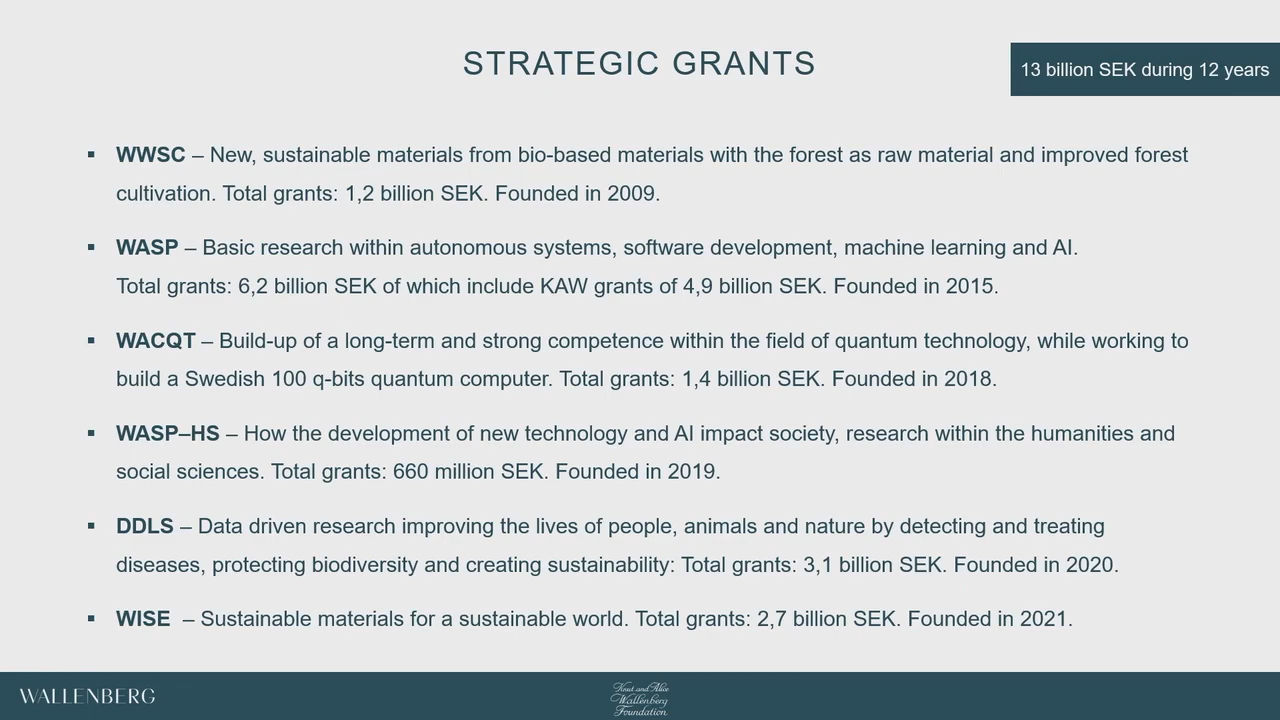 STRATEGIC GRANTS
13 billion SEK during 12 years
▪ WWSC – New, sustainable materials from bio-based materials with the forest as raw material and improved forest
cultivation. Total grants: 1,2 billion SEK. Founded in 2009.
▪ WASP – Basic research within autonomous systems, software development, machine learning and AI.
Total grants: 6,2 billion SEK of which include KAW grants of 4,9 billion SEK. Founded in 2015.
▪ WACQT – Build-up of a long-term and strong competence within the field of quantum technology, while working to
build a Swedish 100 q-bits quantum computer. Total grants: 1,4 billion SEK. Founded in 2018.
▪ WASP–HS – How the development of new technology and AI impact society, research within the humanities and
social sciences. Total grants: 660 million SEK. Founded in 2019.
▪ DDLS – Data driven research improving the lives of people, animals and nature by detecting and treating
diseases, protecting biodiversity and creating sustainability: Total grants: 3,1 billion SEK. Founded in 2020.
▪ WISE – Sustainable materials for a sustainable world. Total grants: 2,7 billion SEK. Founded in 2021.
WALLENBERG
Knut and Alice
Wallenberg
Foundation